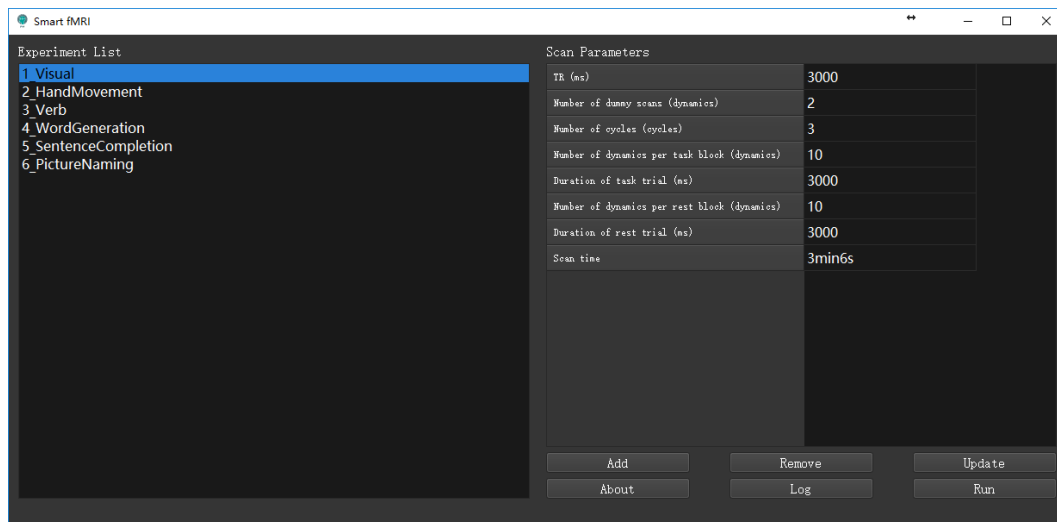 Smart fMRI
Experiment List
1_Visual
2_HandMovement
3_Verb
4_WordGeneration
5_SentenceCompletion
6_PictureNaming
Scan Parameters
TR (ms) 3000
Number of dummy scans (dynamics) 2
Number of cycles (cycles) 3
Number of dynamics per task block (dynamics) 10
Duration of task trial (ms) 3000
Number of dynamics per rest block (dynamics) 10
Duration of rest trial (ms) 3000
Scan time 3min6s
Add Remove Update
About Log Run